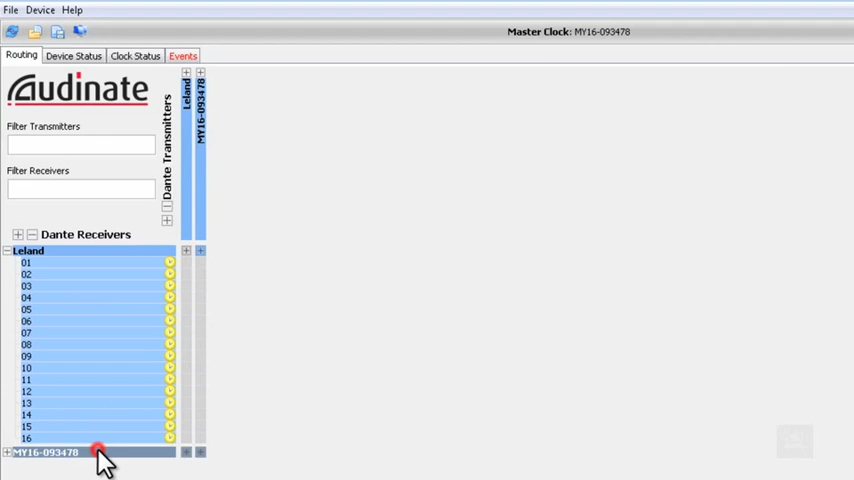 File Device Help
Master Clock: MY16-093478
Routing Device Status Clock Status Events
Audinate
Filter Transmitters
Filter Receivers
Dante Transmitters
Leland
MY16-093478
Dante Receivers
Leland
01
02
03
04
05
06
07
08
09
10
11
12
13
14
15
16
MY16-093478